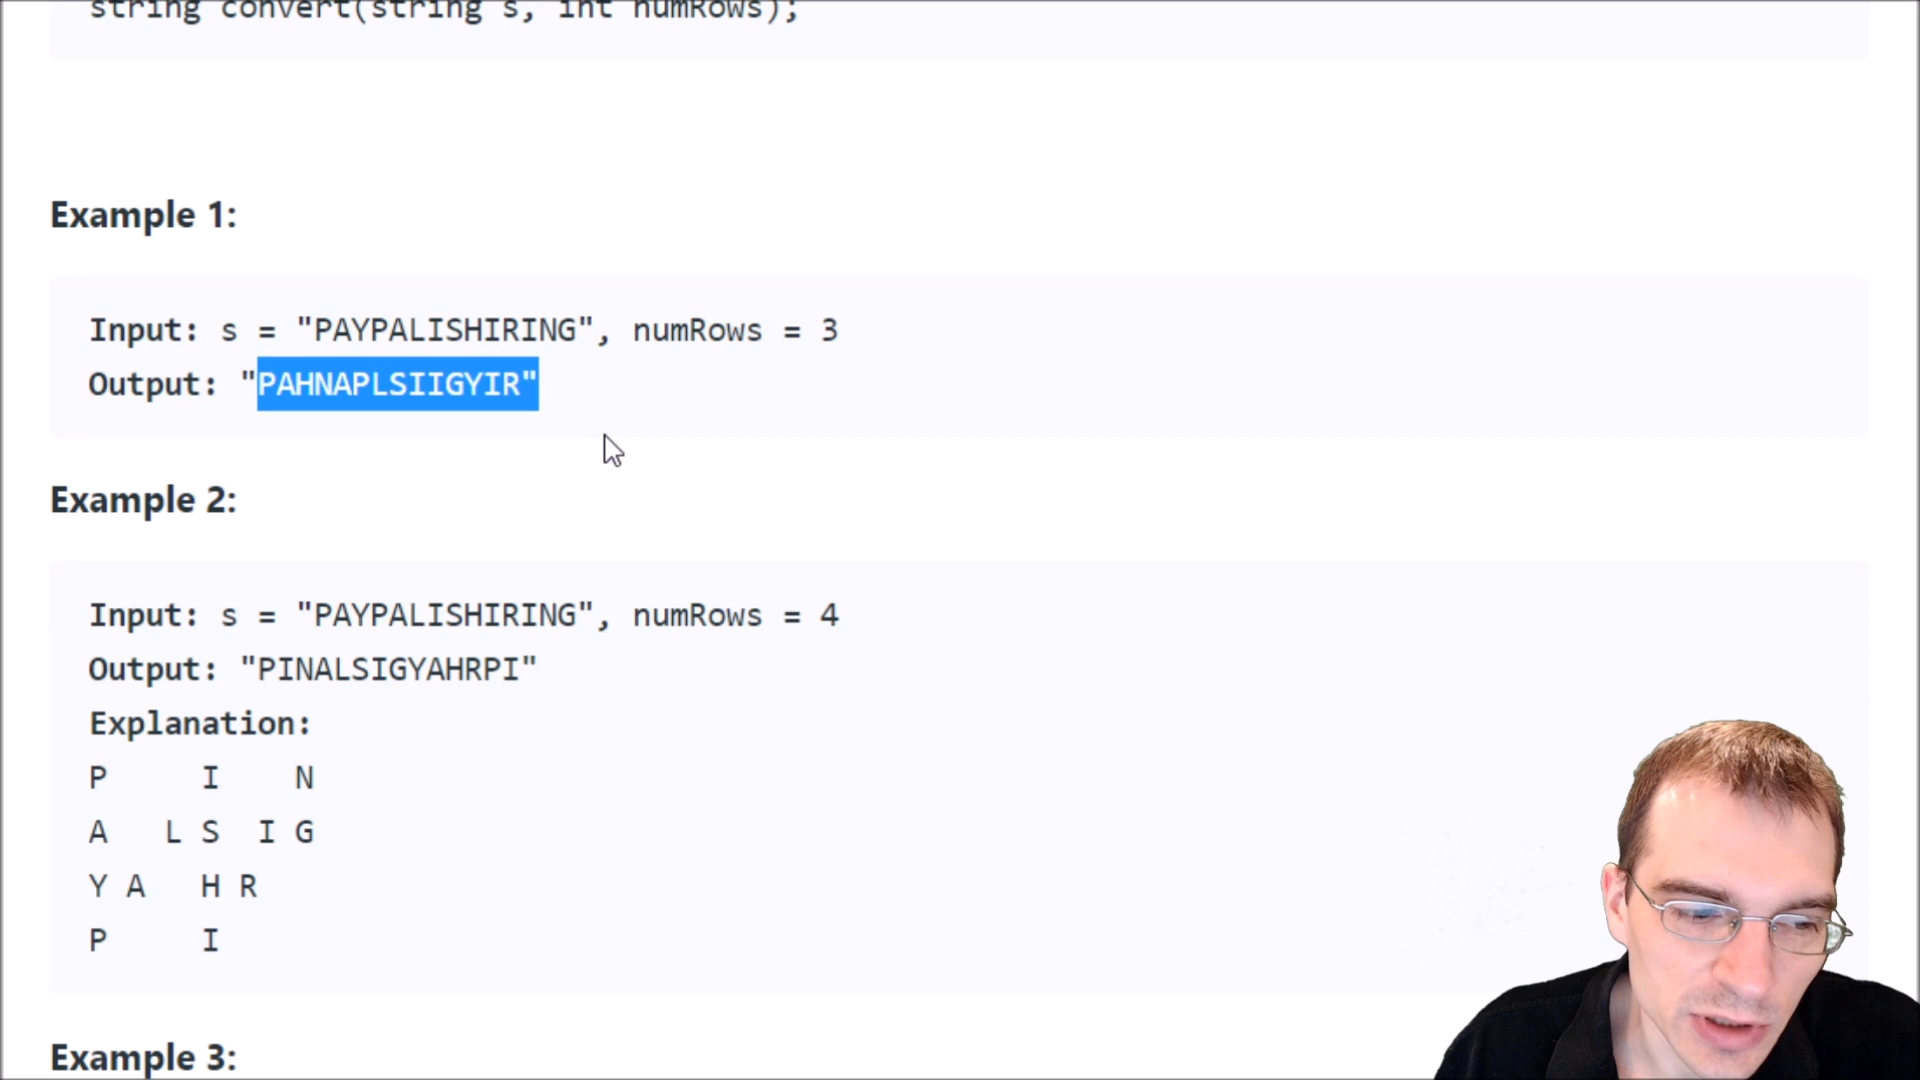 string convert(string s, int numRows);
Example 1:
Input: s = "PAYPALISHIRING", numRows = 3
Output: "PAHNAPLSIIGYIR"
Example 2:
Input: s = "PAYPALISHIRING", numRows = 4
Output: "PINALSIGYAHRPI"
Explanation:
P I N
A L S I G
Y A H R
P I
Example 3: